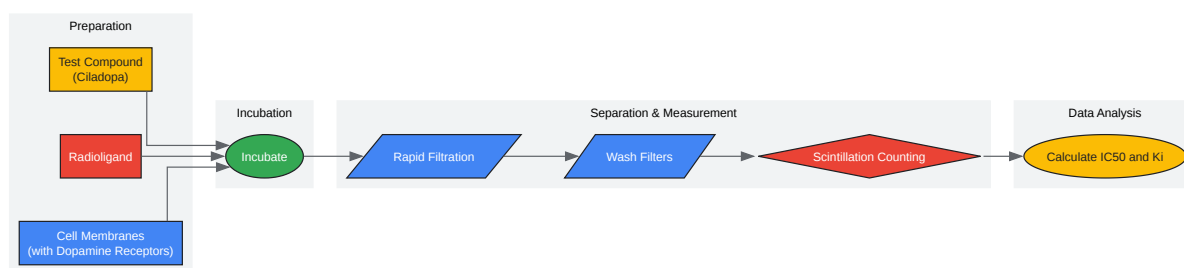 Preparation
Test Compound
(Ciladopa)
Radioligand
Cell Membranes
(with Dopamine Receptors)
Incubation
Incubate
Separation & Measurement
Rapid Filtration
Wash Filters
Scintillation Counting
Data Analysis
Calculate IC50 and Ki